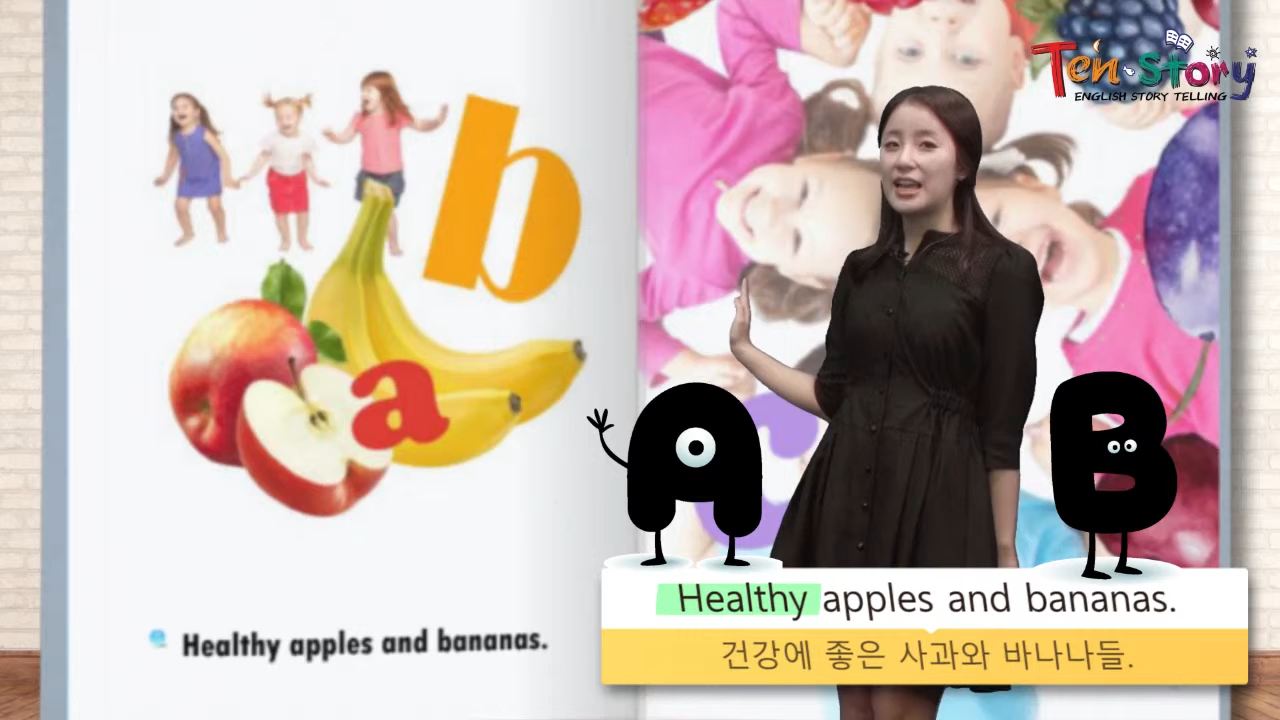 Ten Story
ENGLISH STORY TELLING
b
a
Healthy apples and bananas.
A B
Healthy apples and bananas.
건강에 좋은 사과와 바나나들.